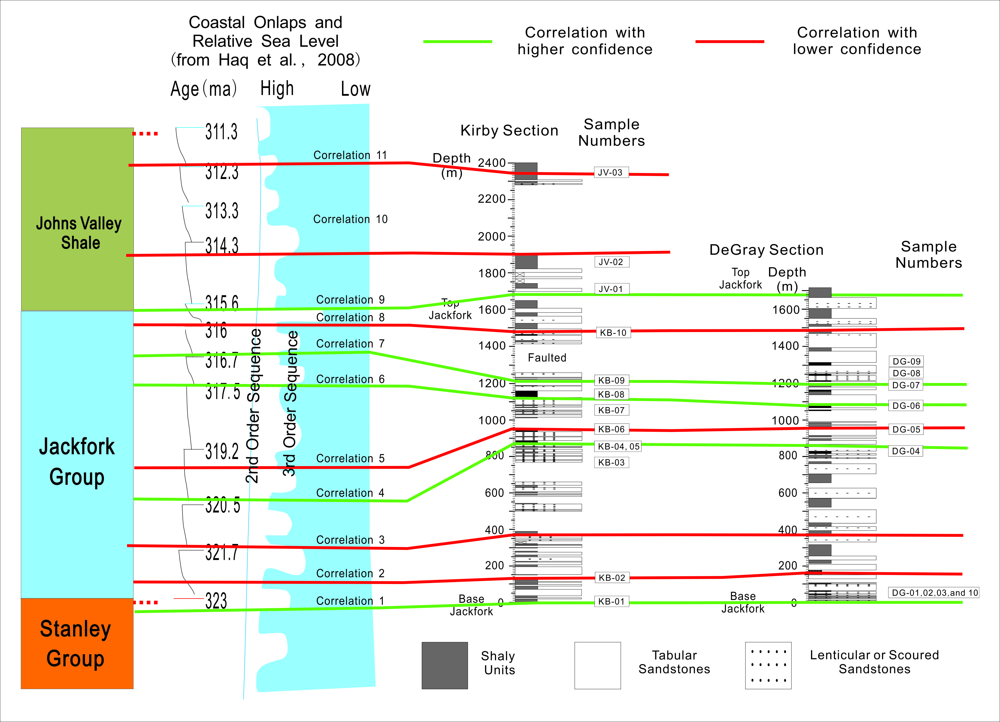 Coastal Onlaps and
Relative Sea Level
(from Haq et al., 2008)
Correlation with
higher confidence
Correlation with
lower confidence
Age(ma)
High
Low
Johns Valley
Shale
Jackfork
Group
Stanley
Group
311.3
312.3
313.3
314.3
315.6
316
316.7
317.5
319.2
320.5
321.7
323
2nd Order Sequence
3rd Order Sequence
Correlation 11
Correlation 10
Correlation 9
Correlation 8
Correlation 7
Correlation 6
Correlation 5
Correlation 4
Correlation 3
Correlation 2
Correlation 1
Kirby Section
Sample
Numbers
Depth
(m)
2400
2200
2000
1800
1600
1400
1200
1000
800
600
400
200
0
Top
Jackfork
Base
Jackfork
Faulted
JV-03
JV-02
JV-01
KB-10
KB-09
KB-08
KB-07
KB-06
KB-04, 05
KB-03
KB-02
KB-01
DeGray Section
Sample
Numbers
Top
Jackfork
Depth
(m)
1600
1400
1200
1000
800
600
400
200
0
Base
Jackfork
DG-09
DG-08
DG-07
DG-06
DG-05
DG-04
DG-01,02,03,and 10
Shaly
Units
Tabular
Sandstones
Lenticular or Scoured
Sandstones